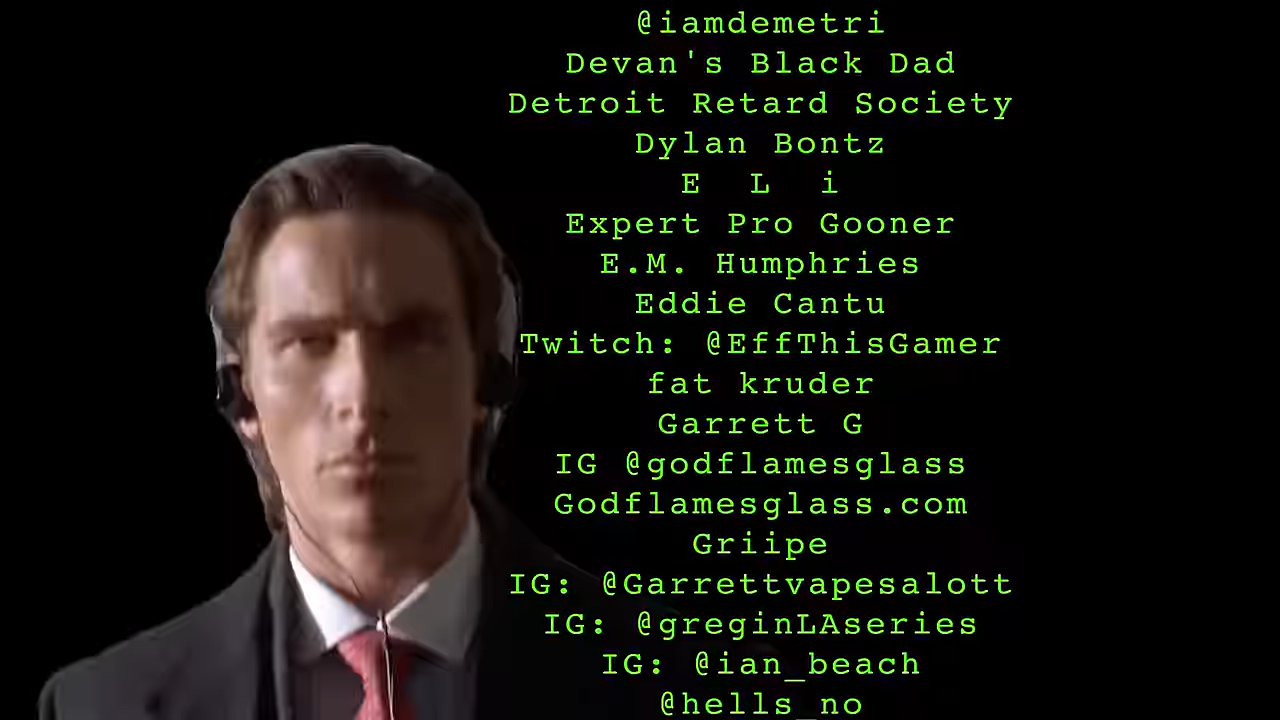 @iamdemetri
Devan's Black Dad
Detroit Retard Society
Dylan Bontz
E L i
Expert Pro Gooner
E.M. Humphries
Eddie Cantu
Twitch: @EffThisGamer
fat kruder
Garrett G
IG @godflamesglass
Godflamesglass.com
Griipe
IG: @Garrettvapesalott
IG: @greginLAseries
IG: @ian_beach
@hells_no